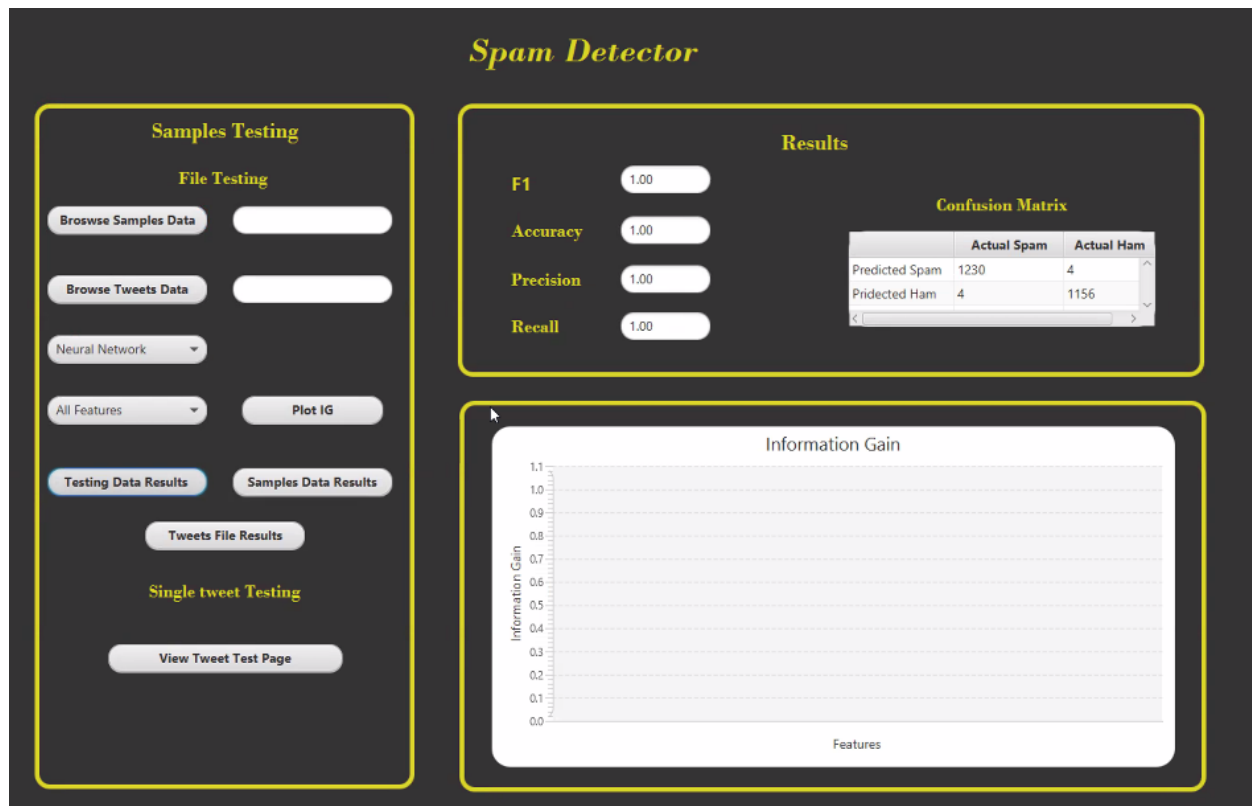 Spam Detector
Samples Testing
File Testing
Broswse Samples Data
Browse Tweets Data
Neural Network
All Features
Plot IG
Testing Data Results
Samples Data Results
Tweets File Results
Single tweet Testing
View Tweet Test Page
Results
F1
1.00
Accuracy
1.00
Precision
1.00
Recall
1.00
Confusion Matrix
Actual Spam Actual Ham
Predicted Spam 1230 4
Pridected Ham 4 1156
Information Gain
1.1
1.0
0.9
0.8
0.7
0.6
0.5
0.4
0.3
0.2
0.1
0.0
Information Gain
Features